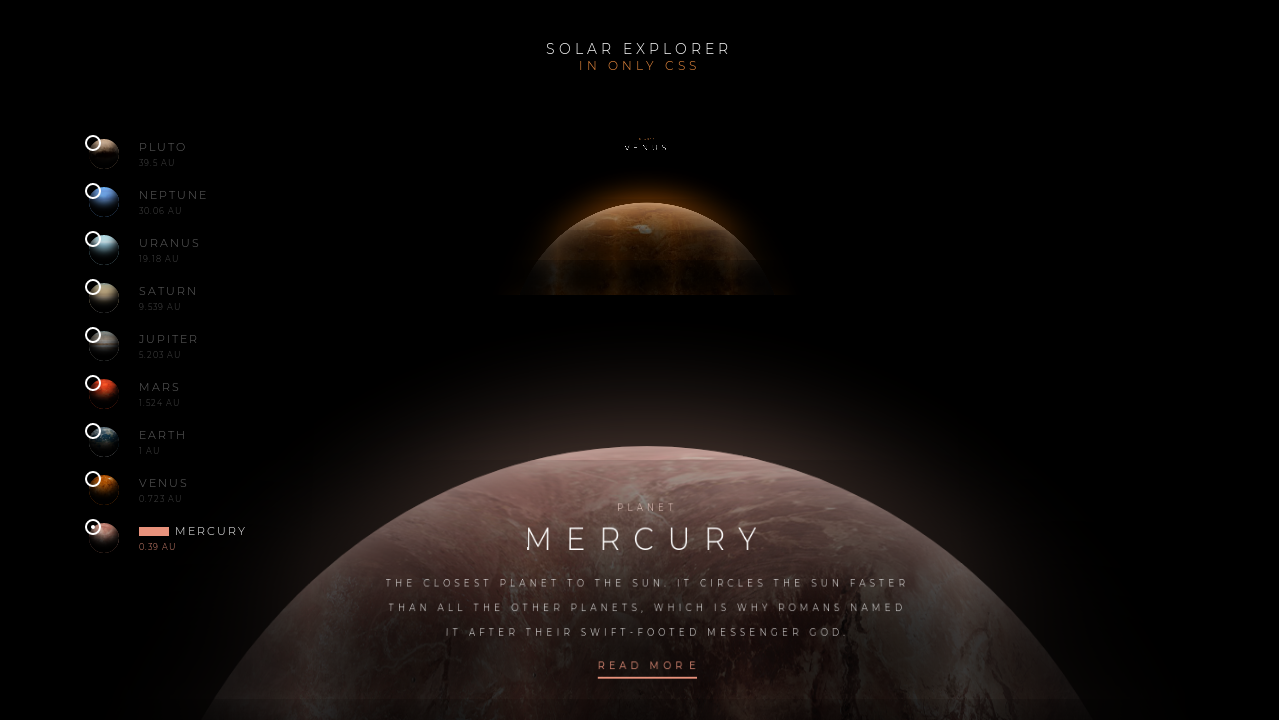 SOLAR EXPLORER
IN ONLY CSS
PLUTO
39.5 AU
NEPTUNE
30.06 AU
URANUS
19.18 AU
SATURN
9.539 AU
JUPITER
5.203 AU
MARS
1.524 AU
EARTH
1 AU
VENUS
0.723 AU
MERCURY
0.39 AU
VENUS
PLANET
MERCURY
THE CLOSEST PLANET TO THE SUN. IT CIRCLES THE SUN FASTER
THAN ALL THE OTHER PLANETS, WHICH IS WHY ROMANS NAMED
IT AFTER THEIR SWIFT-FOOTED MESSENGER GOD.
READ MORE